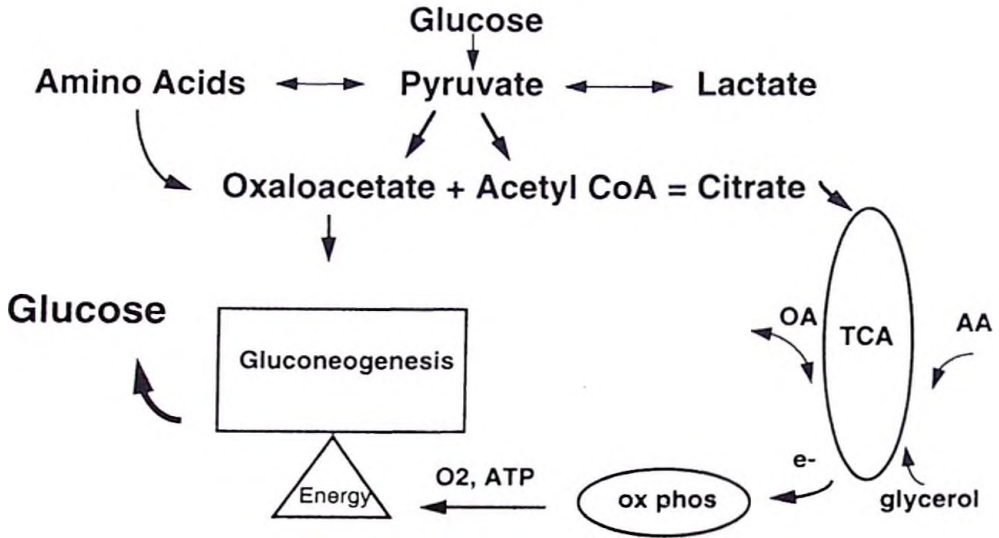 Glucose
Amino Acids Pyruvate Lactate
Oxaloacetate + Acetyl CoA = Citrate
Glucose
Gluconeogenesis
OA
TCA
AA
Energy
O2, ATP
ox phos
e-
glycerol